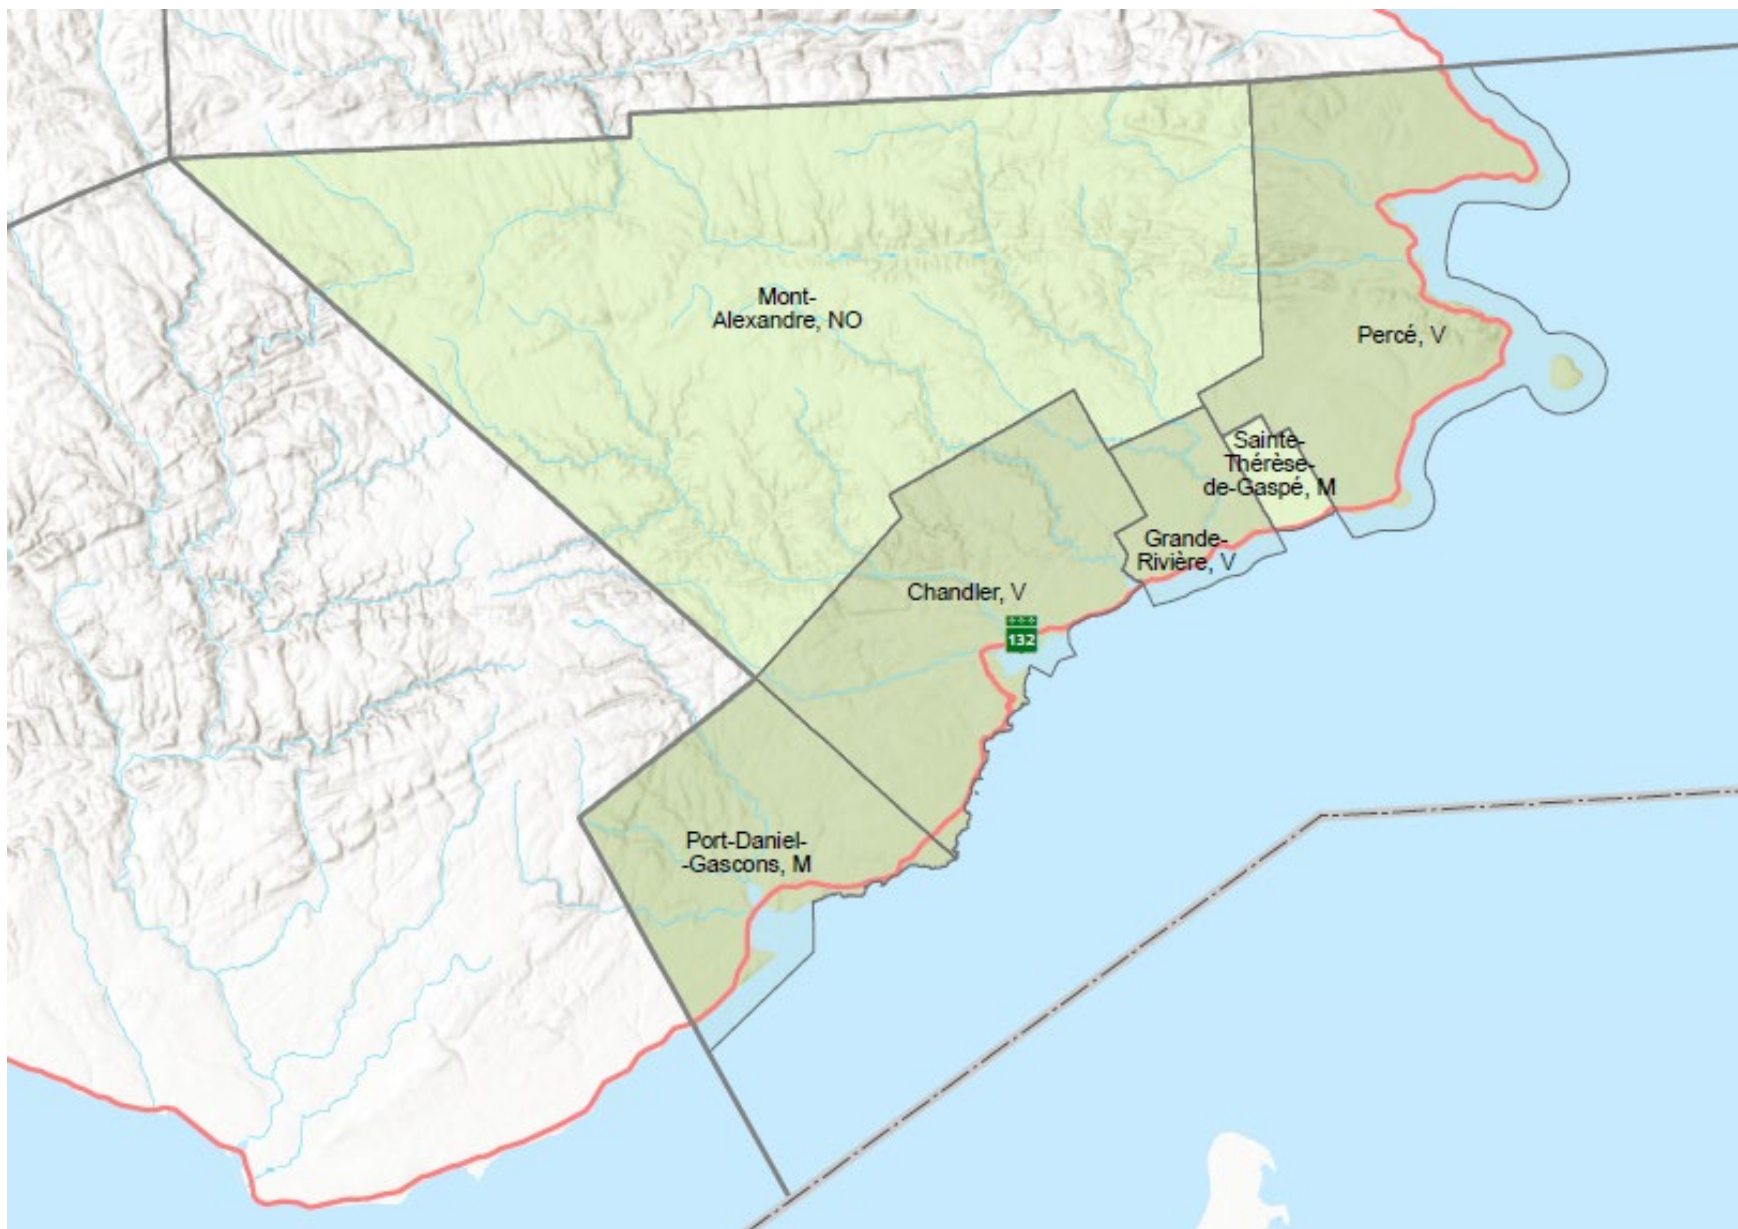 Mont-
Alexandre, NO
Percé, V
Sainte-
Thérèse-
de-Gaspé, M
Grande-
Rivière, V
Chandler, V
132
Port-Daniel-
-Gascons, M